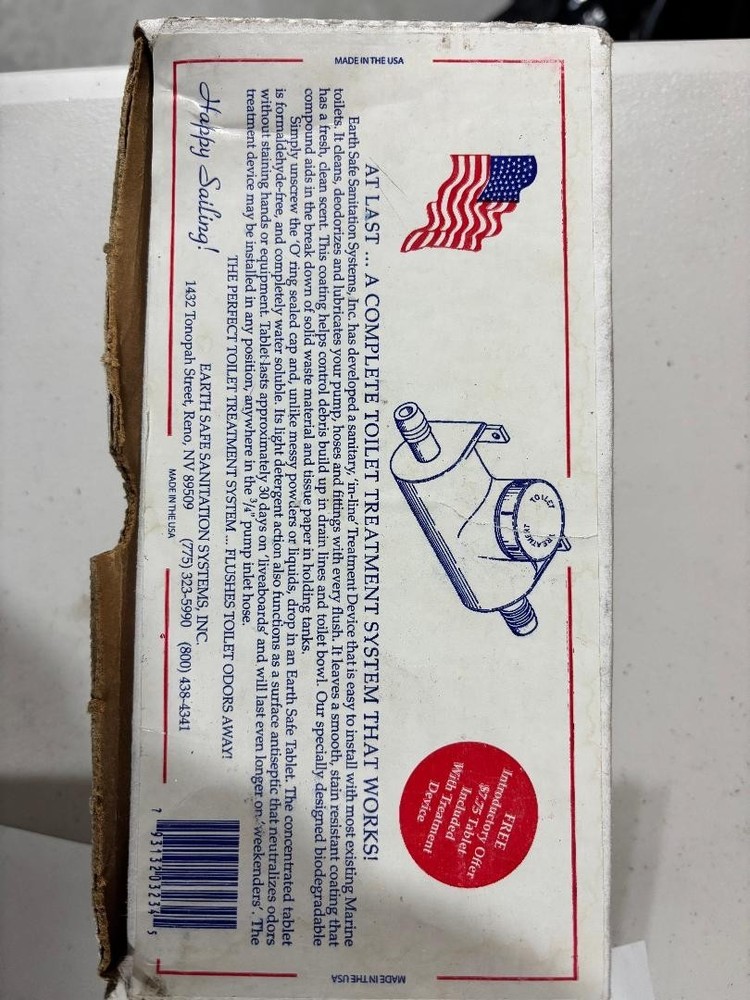 MADE IN THE USA
TOILET
TREATMENT
FREE
Introductory Offer
$7.75 Tablet
Included
With Treatment
Device
AT LAST ... A COMPLETE TOILET TREATMENT SYSTEM THAT WORKS!
Earth Safe Sanitation Systems, Inc. has developed a sanitary, 'in-line' Treatment Device that is easy to install with most existing Marine
toilets. It cleans, deodorizes and lubricates your pump, hoses and fittings with every flush. It leaves a smooth, stain resistant coating that
has a fresh, clean scent. This coating helps control debris build up in drain lines and toilet bowl. Our specially designed biodegradable
compound aids in the break down of solid waste material and tissue paper in holding tanks.
Simply unscrew the 'O' ring sealed cap and, unlike messy powders or liquids, drop in an Earth Safe Tablet. The concentrated tablet
is formaldehyde-free, and completely water soluble. Its light detergent action also functions as a surface antiseptic that neutralizes odors
without staining hands or equipment. Tablet lasts approximately 30 days on 'liveaboards' and will last even longer on 'weekenders'. The
treatment device may be installed in any position, anywhere in the 3/4" pump inlet hose.
THE PERFECT TOILET TREATMENT SYSTEM ... FLUSHES TOILET ODORS AWAY!
Happy Sailing!
EARTH SAFE SANITATION SYSTEMS, INC.
1432 Tonopah Street, Reno, NV 89509 (775) 323-5990 (800) 438-4341
MADE IN THE USA
MADE IN THE USA